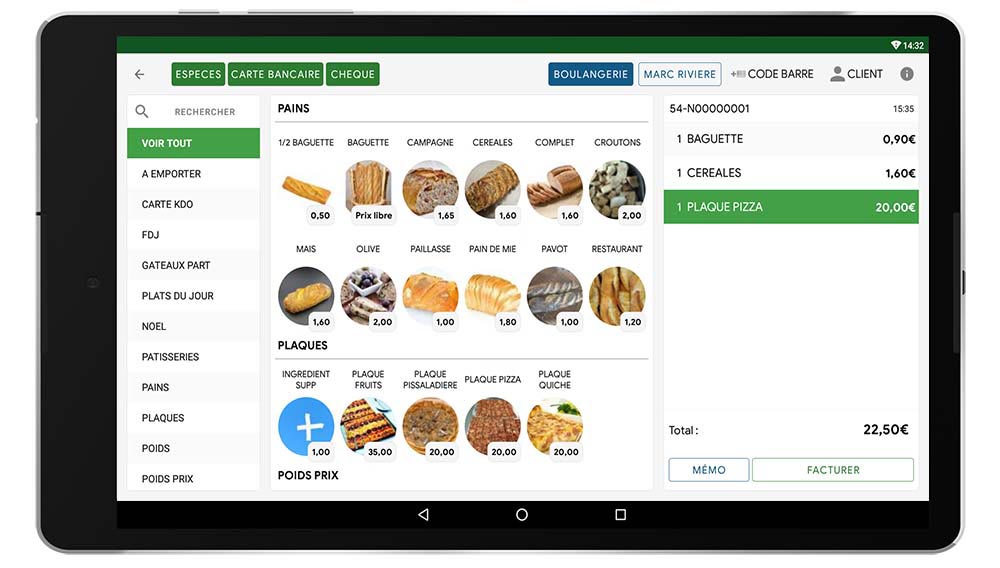 14:32
ESPECES CARTE BANCAIRE CHEQUE BOULANGERIE MARC RIVIERE CODE BARRE CLIENT
RECHERCHER
VOIR TOUT
A EMPORTER
CARTE KDO
FDJ
GATEAUX PART
PLATS DU JOUR
NOEL
PATISSERIES
PAINS
PLAQUES
POIDS
POIDS PRIX
PAINS
1/2 BAGUETTE BAGUETTE CAMPAGNE CEREALES COMPLET CROUTONS
0,50 Prix libre 1,65 1,60 1,60 2,00
MAIS OLIVE PAILLASSE PAIN DE MIE PAVOT RESTAURANT
1,60 2,00 1,00 1,80 1,00 1,20
PLAQUES
INGREDIENT SUPP PLAQUE FRUITS PLAQUE PISSALADIERE PLAQUE PIZZA PLAQUE QUICHE
1,00 35,00 20,00 20,00 20,00
POIDS PRIX
54-N00000001 15:35
1 BAGUETTE 0,90€
1 CEREALES 1,60€
1 PLAQUE PIZZA 20,00€
Total : 22,50€
MÉMO FACTURER